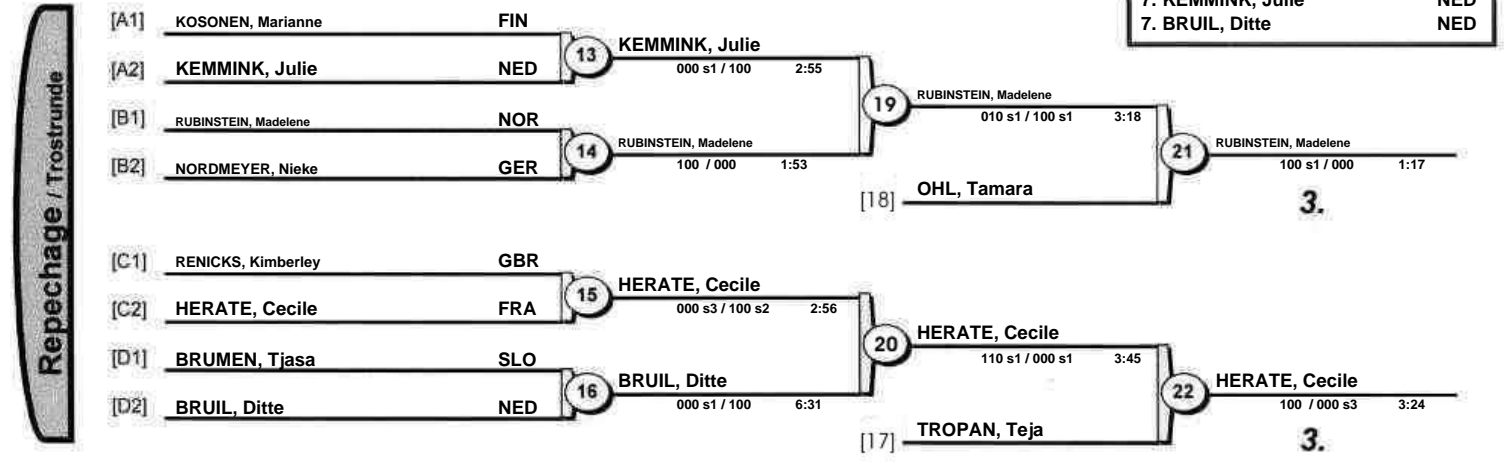 7. KEMMINK, Julie NED
7. BRUIL, Ditte NED
Repechage / Trostrunde
[A1] KOSONEN, Marianne FIN
13 KEMMINK, Julie
[A2] KEMMINK, Julie NED
000 s1 / 100 2:55
19 RUBINSTEIN, Madelene
010 s1 / 100 s1 3:18
[B1] RUBINSTEIN, Madelene NOR
14 RUBINSTEIN, Madelene
100 / 000 1:53
[B2] NORDMEYER, Nieke GER
21 RUBINSTEIN, Madelene
100 s1 / 000 1:17
[18] OHL, Tamara
3.
[C1] RENICKS, Kimberley GBR
15 HERATE, Cecile
000 s3 / 100 s2 2:56
[C2] HERATE, Cecile FRA
20 HERATE, Cecile
110 s1 / 000 s1 3:45
[D1] BRUMEN, Tjasa SLO
16 BRUIL, Ditte
000 s1 / 100 6:31
[D2] BRUIL, Ditte NED
22 HERATE, Cecile
100 / 000 s3 3:24
[17] TROPAN, Teja
3.